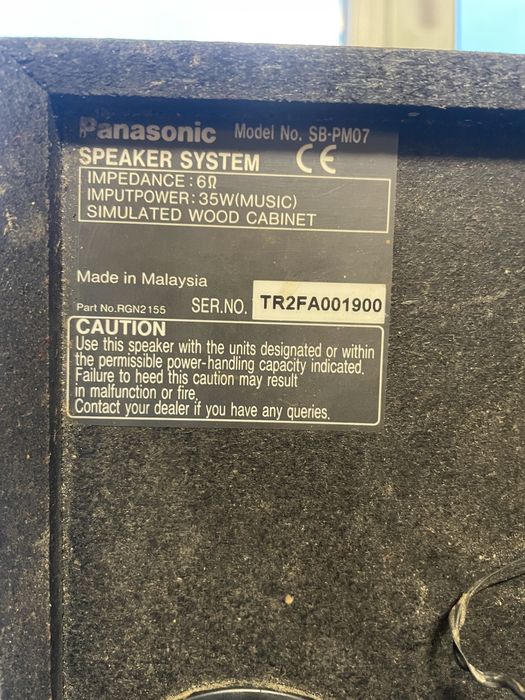 Panasonic Model No. SB-PM07
SPEAKER SYSTEM CE
IMPEDANCE : 6Ω
IMPUTPOWER : 35W(MUSIC)
SIMULATED WOOD CABINET
Made in Malaysia
Part No.RGN2155 SER.NO. TR2FA001900
CAUTION
Use this speaker with the units designated or within
the permissible power-handling capacity indicated.
Failure to heed this caution may result
in malfunction or fire.
Contact your dealer if you have any queries.